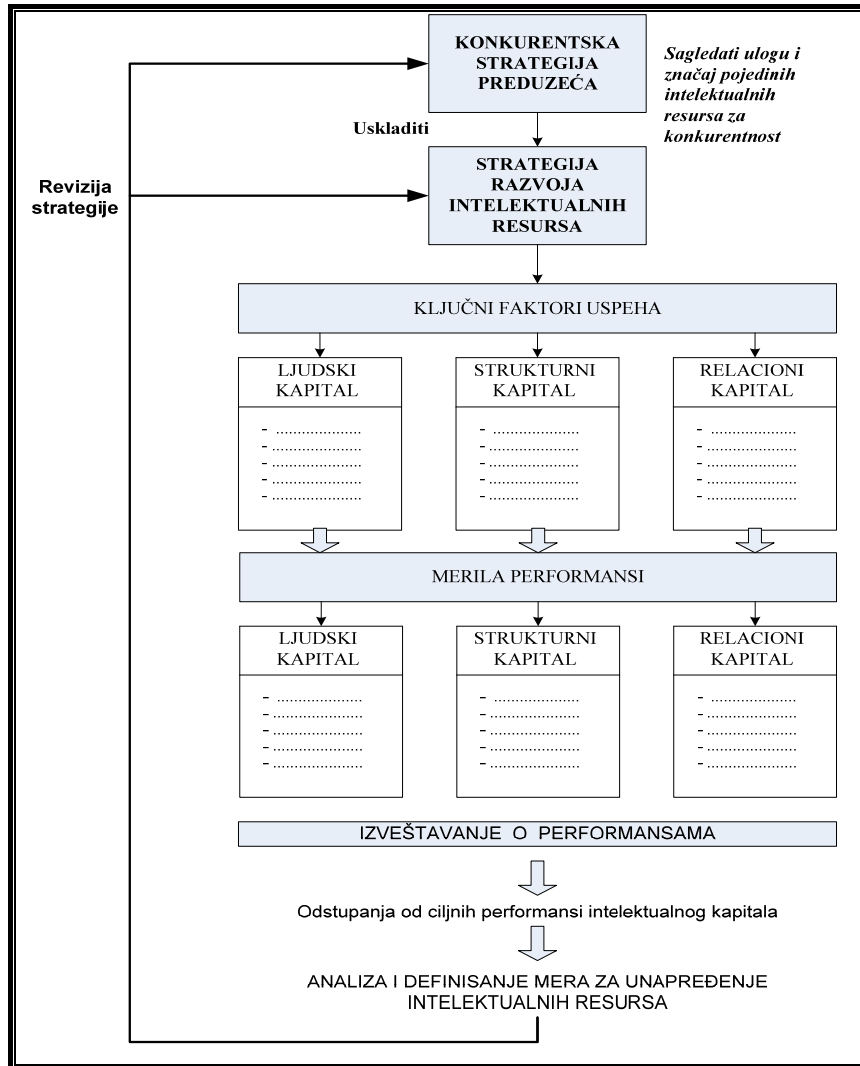 KONKURENTSKA
STRATEGIJA
PREDUZEĆA
Sagledati ulogu i
značaj pojedinih
intelektualnih
resursa za
konkurentnost
Uskladiti
STRATEGIJA
RAZVOJA
INTELEKTUALNIH
RESURSA
Revizija
strategije
KLJUČNI FAKTORI USPEHA
LJUDSKI
KAPITAL
- ....................
- ....................
- ....................
- ....................
- ....................
STRUKTURNI
KAPITAL
- ....................
- ....................
- ....................
- ....................
- ....................
RELACIONI
KAPITAL
- ....................
- ....................
- ....................
- ....................
- ....................
MERILA PERFORMANSI
LJUDSKI
KAPITAL
- ....................
- ....................
- ....................
- ....................
- ....................
STRUKTURNI
KAPITAL
- ....................
- ....................
- ....................
- ....................
- ....................
RELACIONI
KAPITAL
- ....................
- ....................
- ....................
- ....................
- ....................
IZVEŠTAVANJE O PERFORMANSAMA
Odstupanja od ciljnih performansi intelektualnog kapitala
ANALIZA I DEFINISANJE MERA ZA UNAPREĐENJE
INTELEKTUALNIH RESURSA